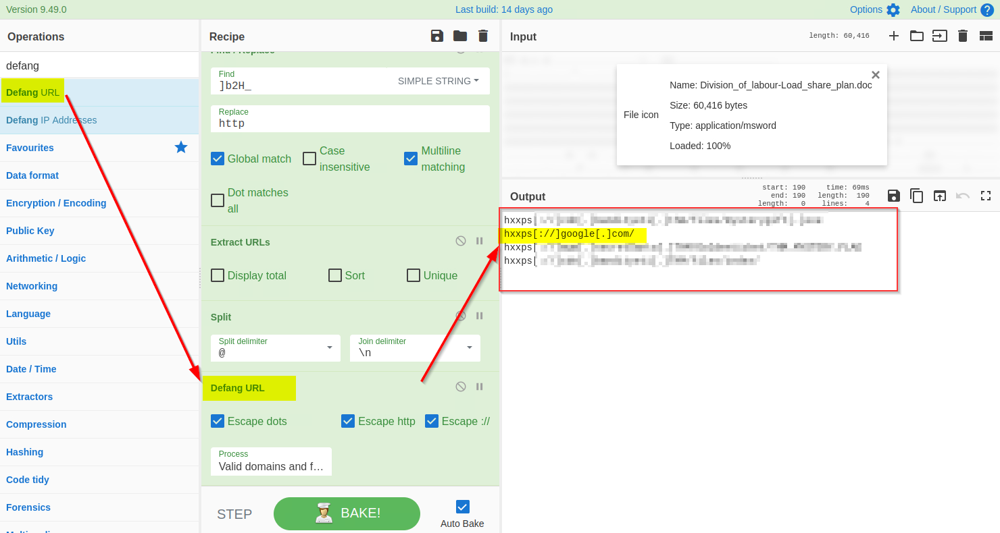 Version 9.49.0
Last build: 14 days ago
Options
About / Support
Operations
defang
Defang URL
Defang IP Addresses
Favourites
Data format
Encryption / Encoding
Public Key
Arithmetic / Logic
Networking
Language
Utils
Date / Time
Extractors
Compression
Hashing
Code tidy
Forensics
Recipe
Find / Replace
Find
]b2H_
SIMPLE STRING
Replace
http
Global match
Case
insensitive
Multiline
matching
Dot matches
all
Extract URLs
Display total
Sort
Unique
Split
Split delimiter
@
Join delimiter
\n
Defang URL
Escape dots
Escape http
Escape ://
Process
Valid domains and f…
STEP
BAKE!
Auto Bake
Input
length: 60,416
File icon
Name: Division_of_labour-Load_share_plan.doc
Size: 60,416 bytes
Type: application/msword
Loaded: 100%
Output
start: 190 time: 69ms
end: 190 length: 190
length: 0 lines: 4
hxxps[
hxxps[://]google[.]com/
hxxps[
hxxps[